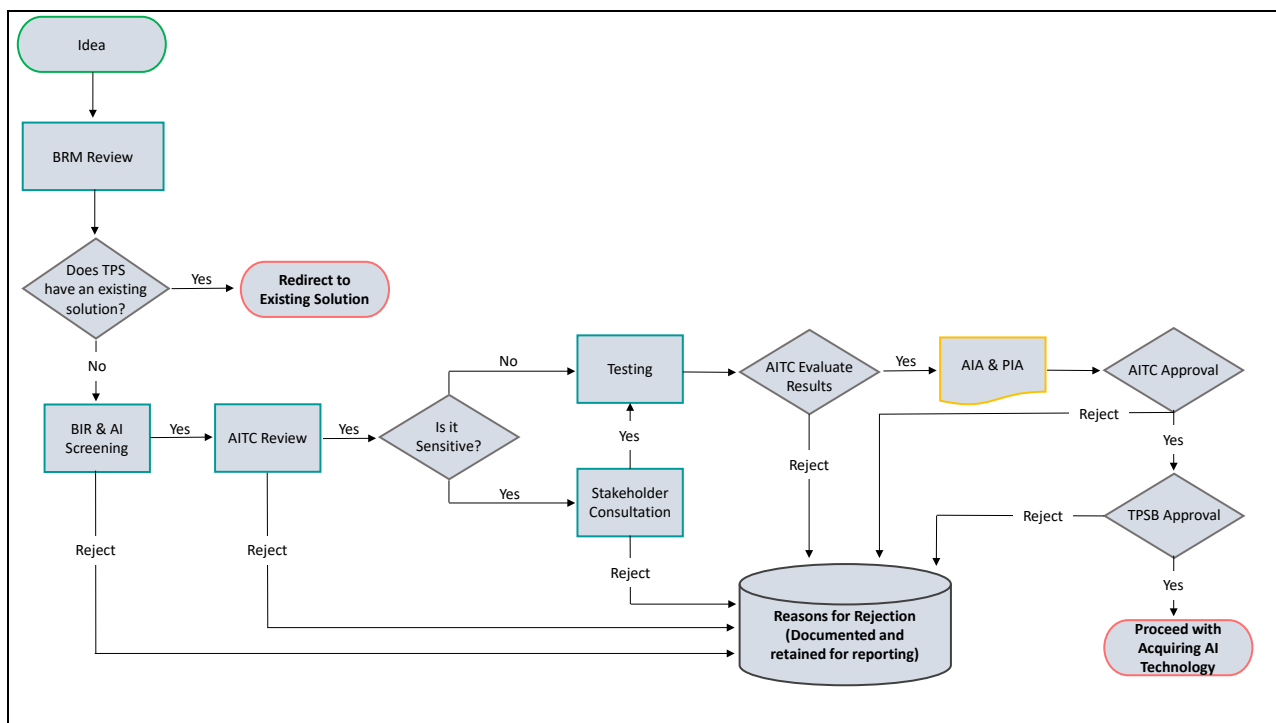 Idea
BRM Review
Does TPS
have an existing
solution?
Yes
Redirect to
Existing Solution
No
BIR & AI
Screening
Yes
AITC Review
Yes
Is it
Sensitive?
No
Yes
Testing
Yes
Stakeholder
Consultation
AITC Evaluate
Results
Yes
AIA & PIA
AITC Approval
Reject
Yes
Reject
TPSB Approval
Reject
Reject
Reject
Reject
Yes
Reasons for Rejection
(Documented and
retained for reporting)
Proceed with
Acquiring AI
Technology